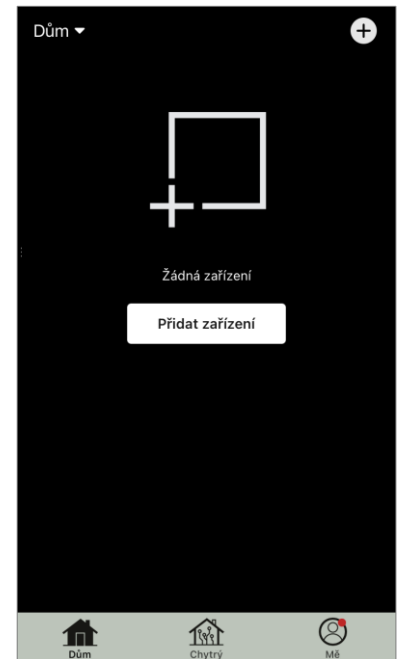 Dům
Žádná zařízení
Přidat zařízení
Dům
Chytrý
Mě